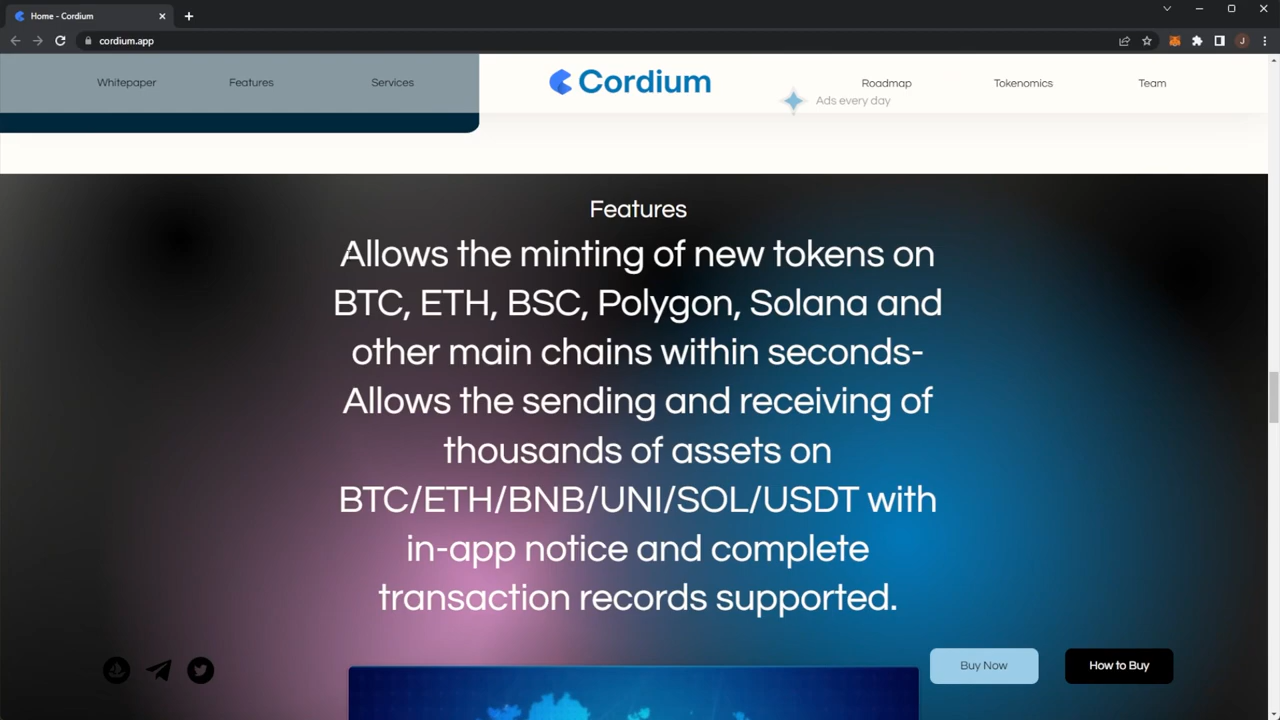 Home - Cordium
cordium.app
Whitepaper
Features
Services
Cordium
Roadmap
Tokenomics
Team
Ads every day
Features
Allows the minting of new tokens on
BTC, ETH, BSC, Polygon, Solana and
other main chains within seconds-
Allows the sending and receiving of
thousands of assets on
BTC/ETH/BNB/UNI/SOL/USDT with
in-app notice and complete
transaction records supported.
Buy Now
How to Buy
J